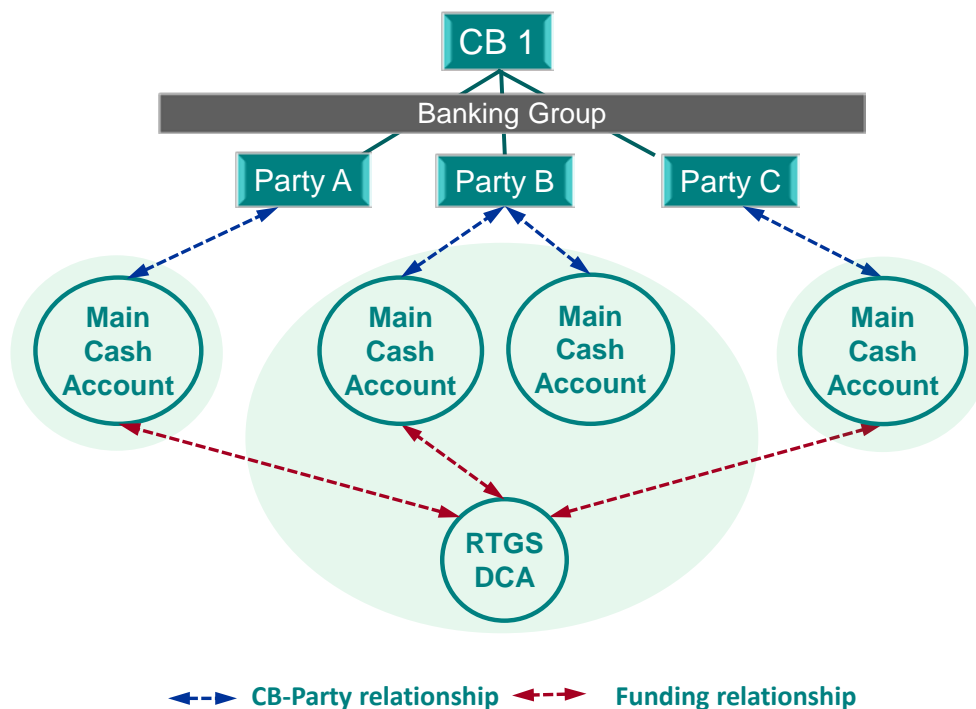 CB 1
Banking Group
Party A
Party B
Party C
Main
Cash
Account
Main
Cash
Account
Main
Cash
Account
Main
Cash
Account
RTGS
DCA
CB-Party relationship
Funding relationship